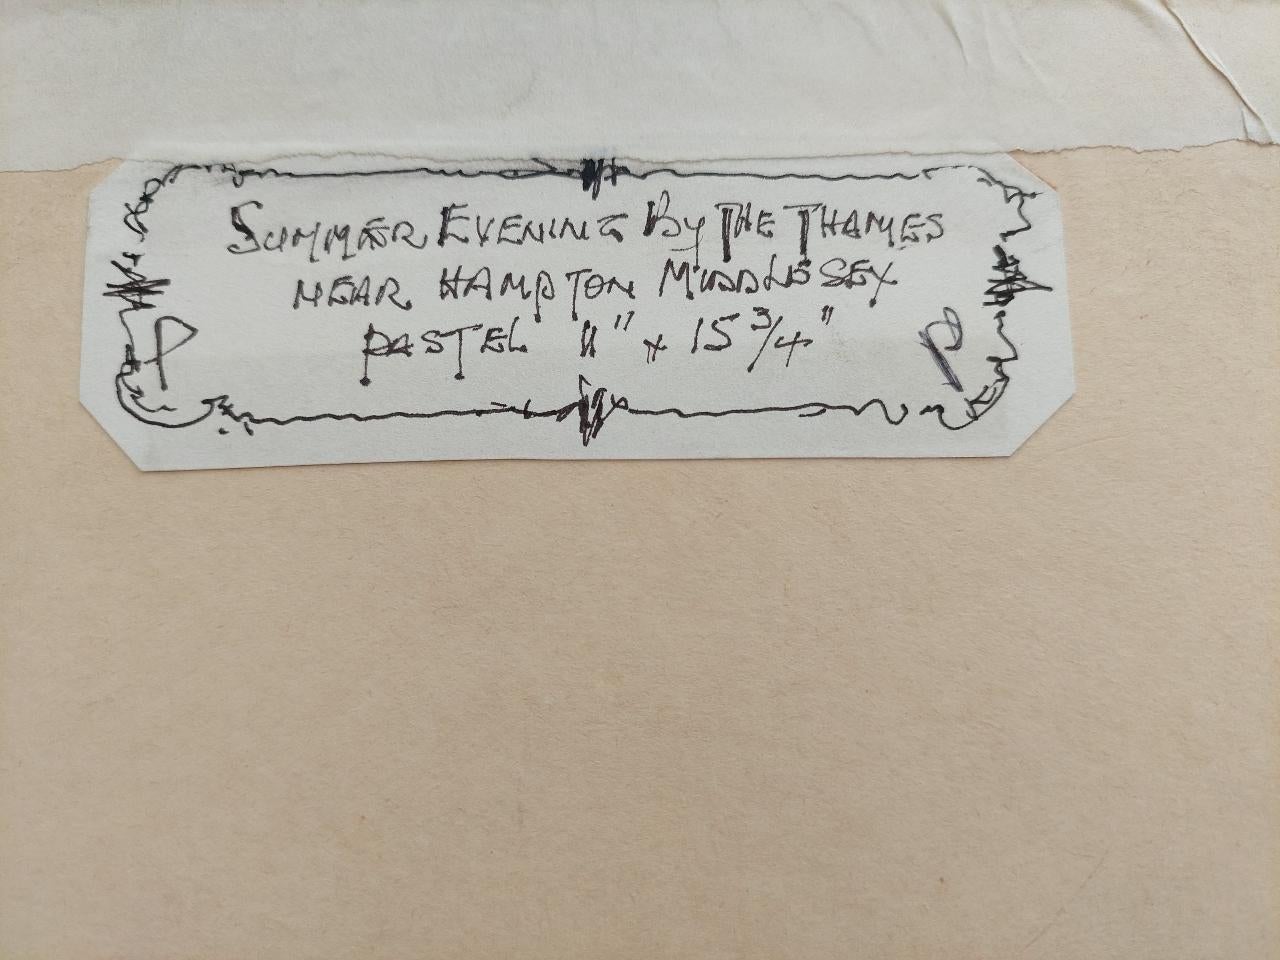 SUMMER EVENING BY THE THAMES
NEAR HAMPTON MIDDLESEX
PASTEL 11" x 15 3/4"